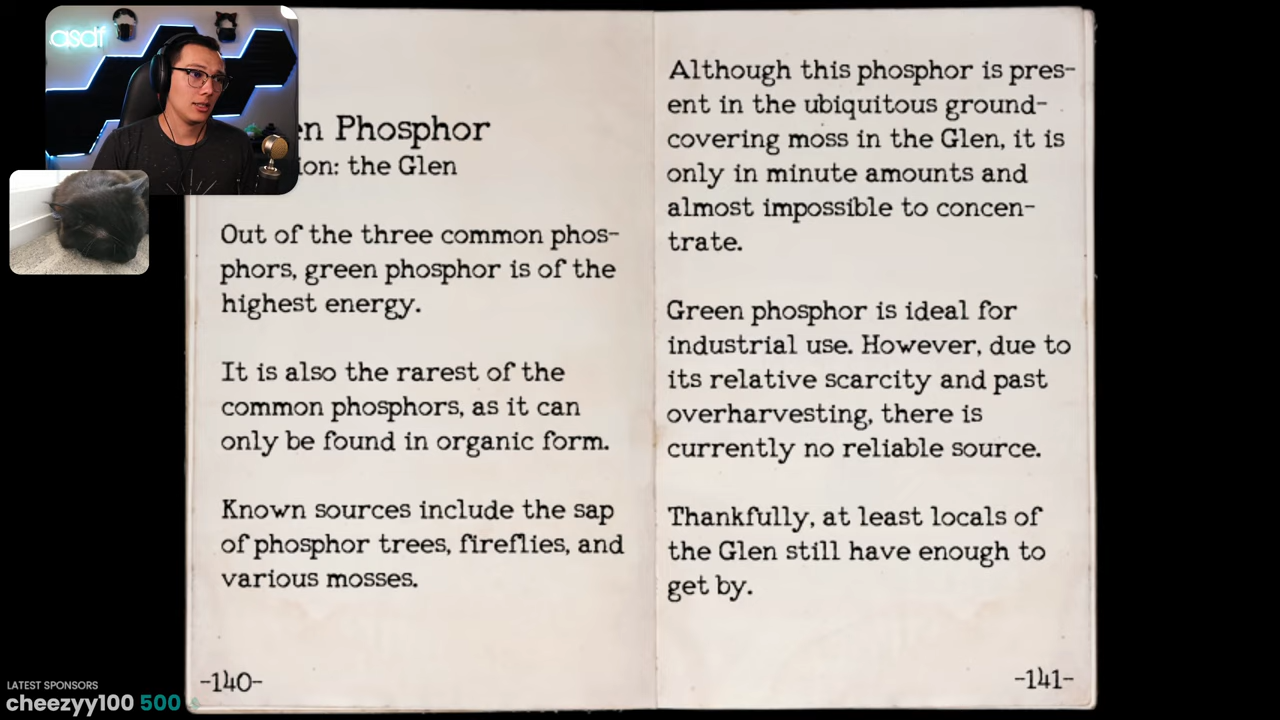 asdf
Phosphor
the Glen
Out of the three common phos-
phors, green phosphor is of the
highest energy.
It is also the rarest of the
common phosphors, as it can
only be found in organic form.
Known sources include the sap
of phosphor trees, fireflies, and
various mosses.
-140-
Although this phosphor is pres-
ent in the ubiquitous ground-
covering moss in the Glen, it is
only in minute amounts and
almost impossible to concen-
trate.
Green phosphor is ideal for
industrial use. However, due to
its relative scarcity and past
overharvesting, there is
currently no reliable source.
Thankfully, at least locals of
the Glen still have enough to
get by.
-141-
LATEST SPONSORS
cheezyy100 500